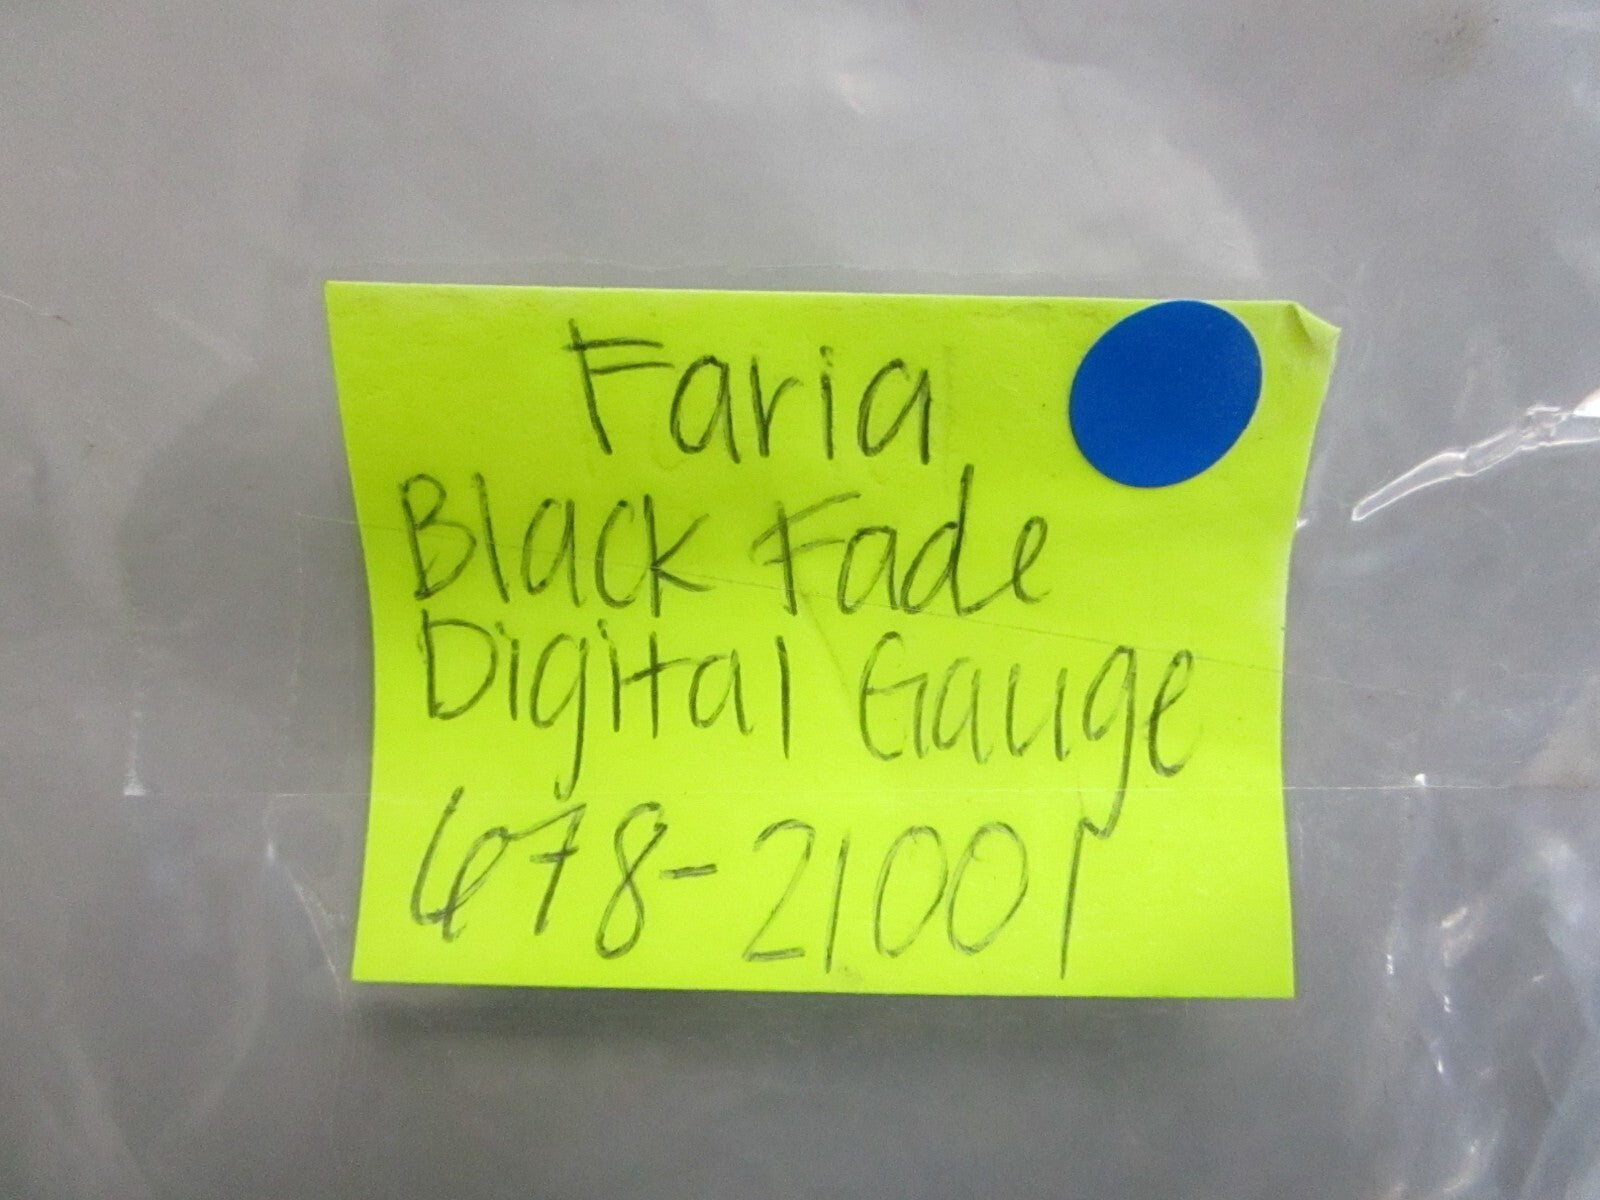 Faria
Black Fade
Digital Gauge
678-21001